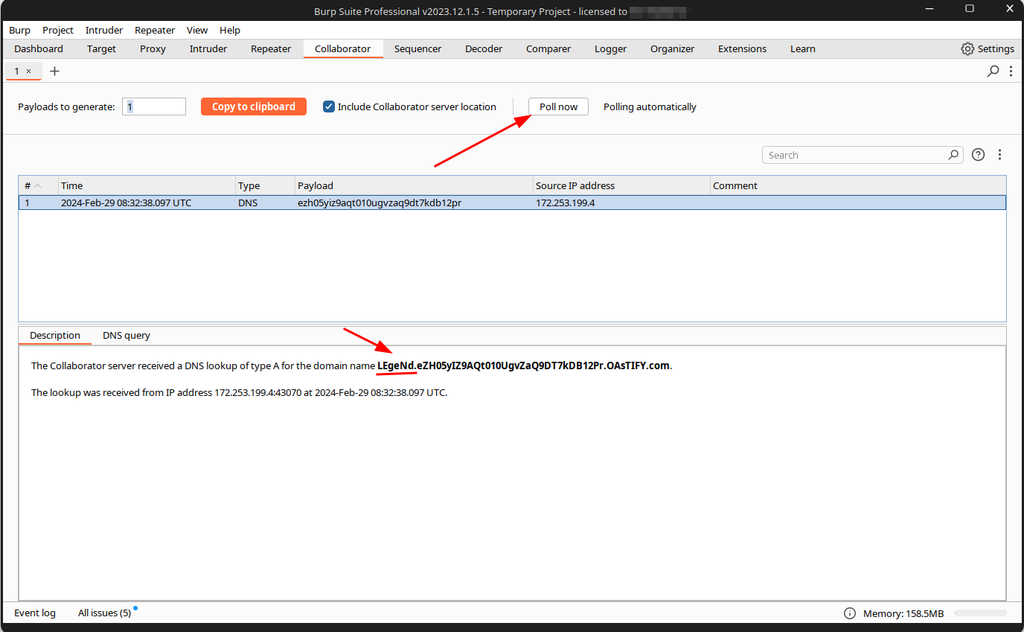 Burp Suite Professional v2023.12.1.5 - Temporary Project - licensed to
Burp Project Intruder Repeater View Help
Dashboard Target Proxy Intruder Repeater Collaborator Sequencer Decoder Comparer Logger Organizer Extensions Learn Settings
1 × +
Payloads to generate: 1 Copy to clipboard Include Collaborator server location Poll now Polling automatically
Search
# Time Type Payload Source IP address Comment
1 2024-Feb-29 08:32:38.097 UTC DNS ezh05yiz9aqt010ugvzaq9dt7kdb12pr 172.253.199.4
Description DNS query
The Collaborator server received a DNS lookup of type A for the domain name LEgeNd.eZH05yIZ9AQt010UgvZaQ9DT7kDB12Pr.OAsTIFY.com.
The lookup was received from IP address 172.253.199.4:43070 at 2024-Feb-29 08:32:38.097 UTC.
Event log All issues (5) Memory: 158.5MB